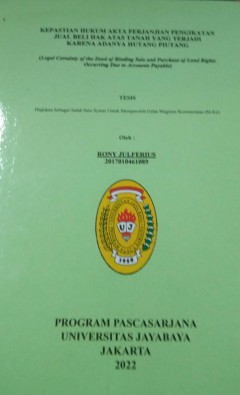 KEPASTIAN HUKUM AKTA PERJANJIAN PENGIKATAN
JUAL BELI HAK ATAS TANAH YANG TERJADI
KARENA ADANYA HUTANG PIUTANG
(Legal Certainty of the Deed of Binding Sale and Purchase of Land Rights
Occurring Due to Accounts Payable)
TESIS
Diajukan Sebagai Salah Satu Syarat Untuk Memperoleh Gelar Magister Kenotariatan (M.Kn)
Oleh :
RONY JULFERIUS
2017010461089
1958
PROGRAM PASCASARJANA
UNIVERSITAS JAYABAYA
JAKARTA
2022